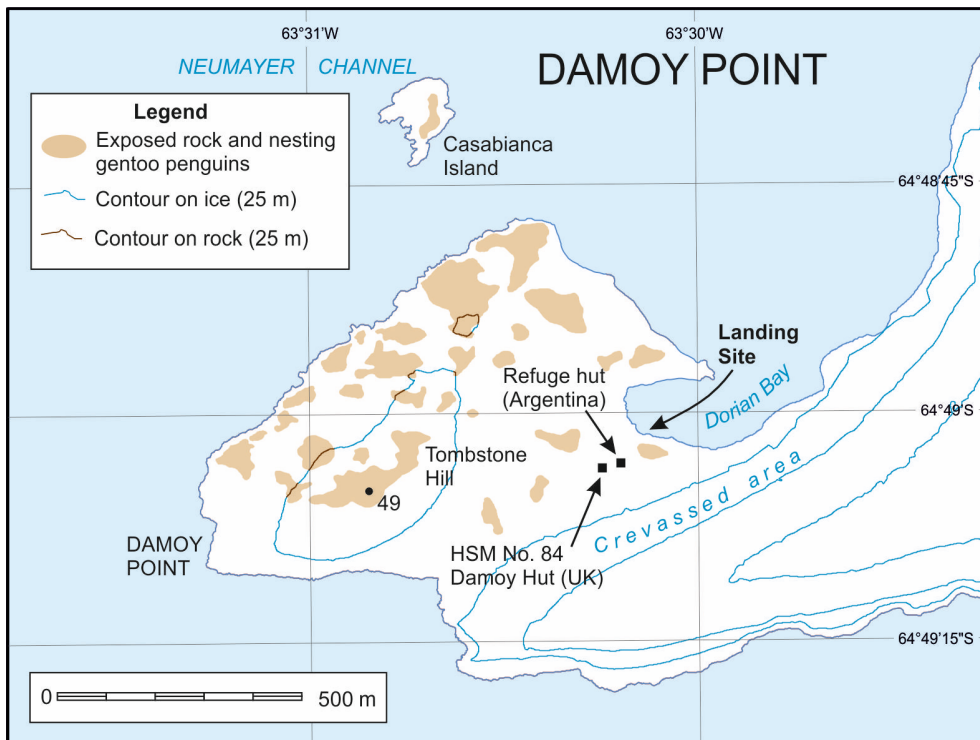 63°31'W
63°30'W
NEUMAYER CHANNEL
DAMOY POINT
Legend
Exposed rock and nesting
gentoo penguins
Contour on ice (25 m)
Contour on rock (25 m)
Casabianca
Island
64°48'45"S
Landing
Site
Refuge hut
(Argentina)
Dorian Bay
64°49'S
Tombstone
Hill
49
Crevassed area
DAMOY
POINT
HSM No. 84
Damoy Hut (UK)
64°49'15"S
0 500 m